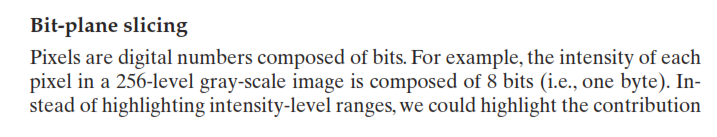 Bit-plane slicing
Pixels are digital numbers composed of bits. For example, the intensity of each
pixel in a 256-level gray-scale image is composed of 8 bits (i.e., one byte). In-
stead of highlighting intensity-level ranges, we could highlight the contribution